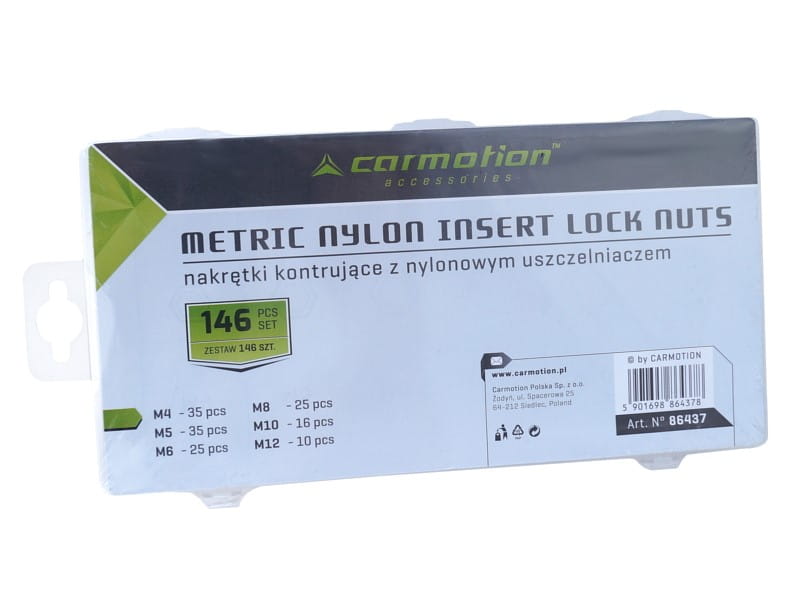 carmotion™
accessories
METRIC NYLON INSERT LOCK NUTS
nakrętki kontrujące z nylonowym uszczelniaczem
146 PCS SET
ZESTAW 146 SZT.
M4 - 35 pcs
M5 - 35 pcs
M6 - 25 pcs
M8 - 25 pcs
M10 - 16 pcs
M12 - 10 pcs
www.carmotion.pl
Carmotion Polska Sp. z o.o.
Żodyń, ul. Spacerowa 25
64-212 Siedlec, Poland
© by CARMOTION
5 901698 864378
Art. N° 86437